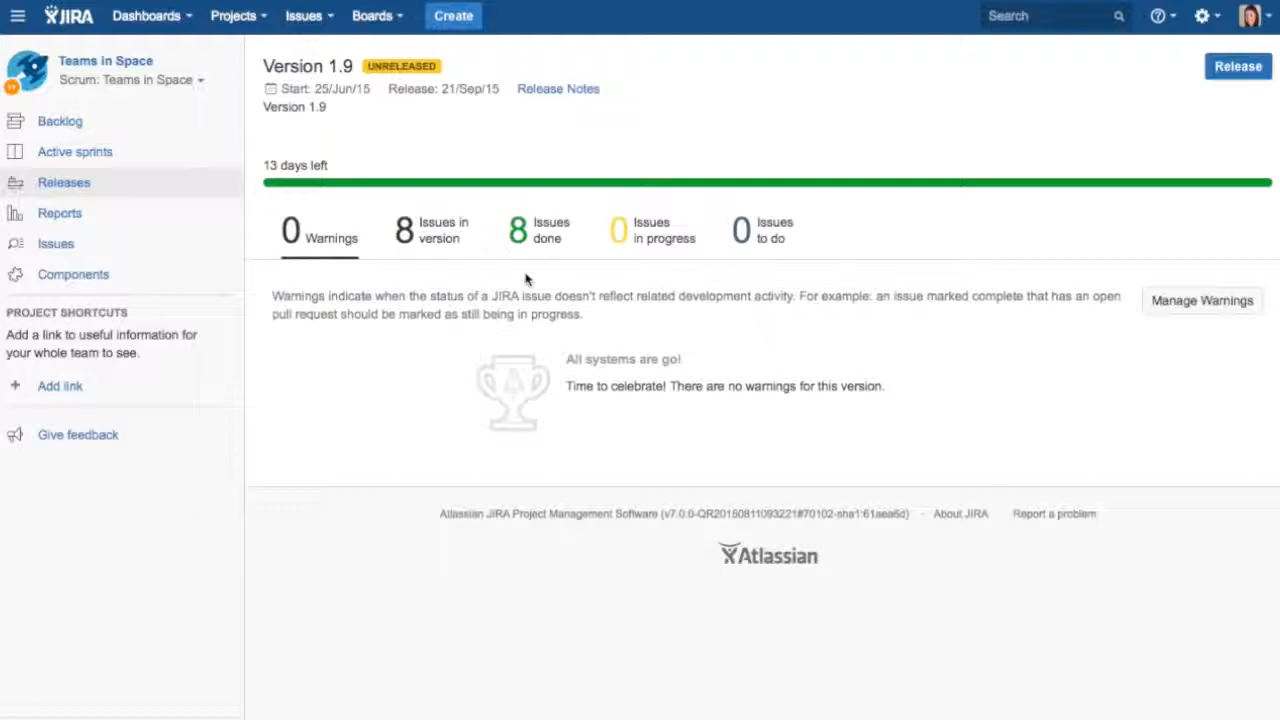 JIRA Dashboards Projects Issues Boards Create Search
Teams in Space
Scrum: Teams in Space
Backlog
Active sprints
Releases
Reports
Issues
Components
PROJECT SHORTCUTS
Add a link to useful information for
your whole team to see.
+ Add link
Give feedback
Version 1.9 UNRELEASED
Release
Start: 25/Jun/15 Release: 21/Sep/15 Release Notes
Version 1.9
13 days left
0 Warnings
8 Issues in version
8 Issues done
0 Issues in progress
0 Issues to do
Warnings indicate when the status of a JIRA issue doesn't reflect related development activity. For example: an issue marked complete that has an open
pull request should be marked as still being in progress.
Manage Warnings
All systems are go!
Time to celebrate! There are no warnings for this version.
Atlassian JIRA Project Management Software (v7.0.0-QR20150811093221#70102-sha1:61aea6d) · About JIRA Report a problem
Atlassian